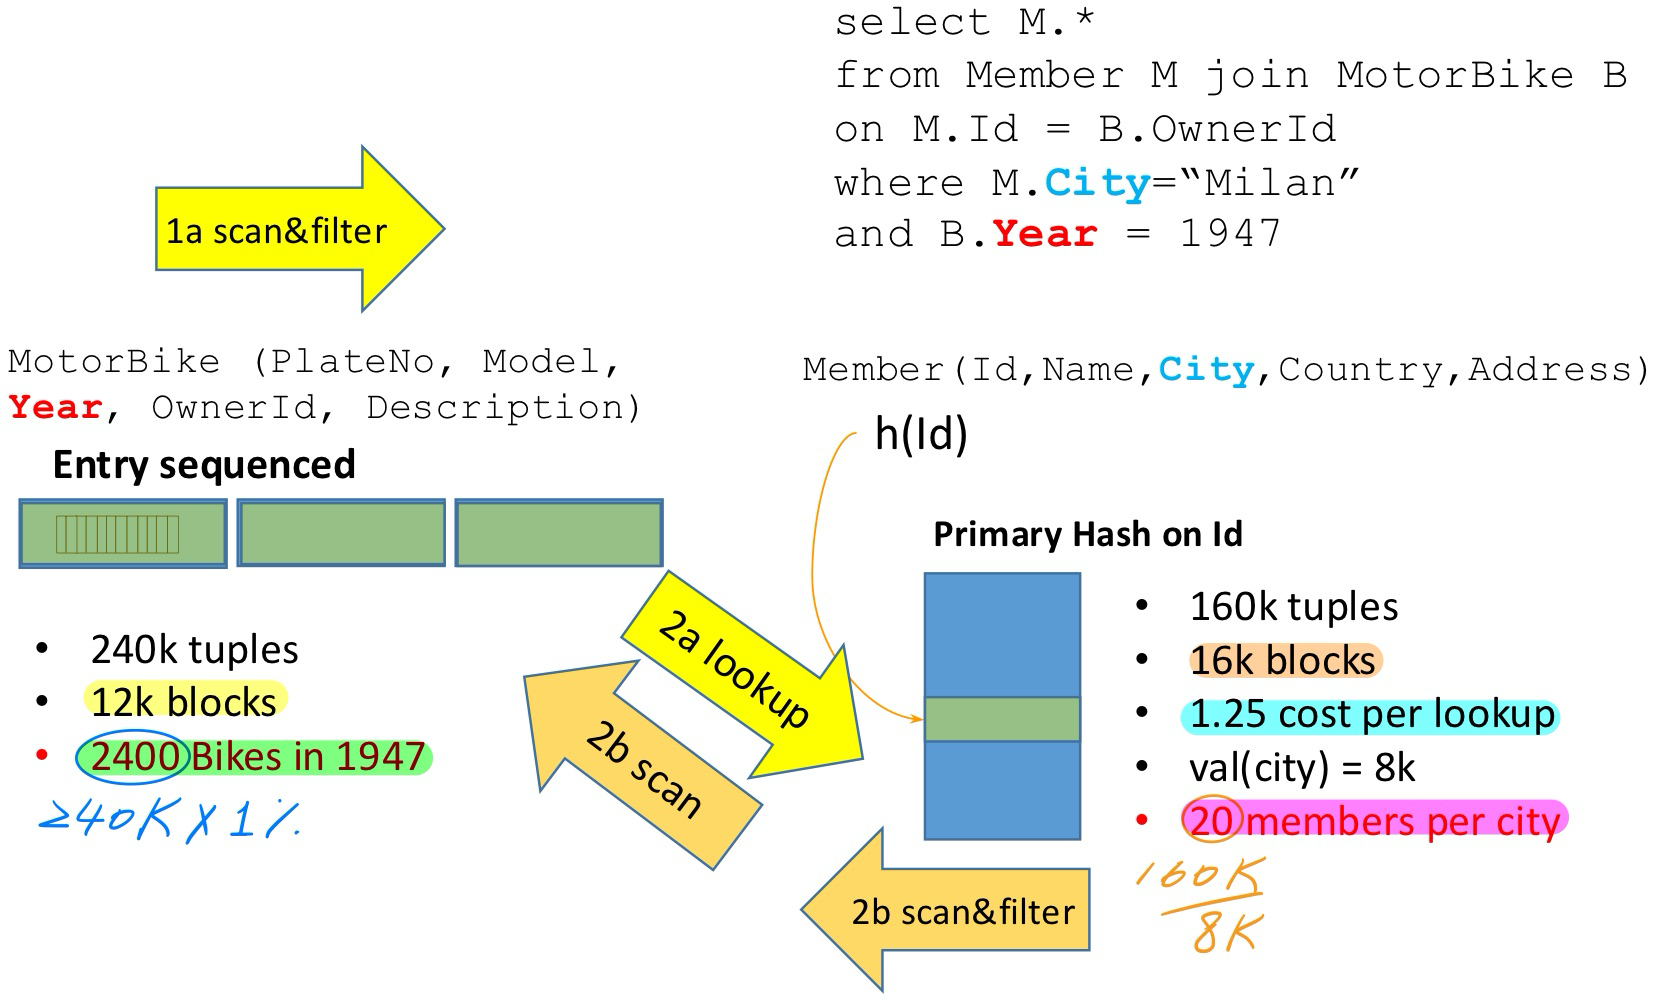 select M.*
from Member M join MotorBike B
on M.Id = B.OwnerId
where M.City=“Milan”
and B.Year = 1947
1a scan&filter
MotorBike (PlateNo, Model,
Year, OwnerId, Description)
Entry sequenced
• 240k tuples
• 12k blocks
• 2400 Bikes in 1947
240K X 1%
2a lookup
2b scan
Member(Id,Name,City,Country,Address)
h(Id)
Primary Hash on Id
• 160k tuples
• 16k blocks
• 1.25 cost per lookup
• val(city) = 8k
• 20 members per city
160K
8K
2b scan&filter